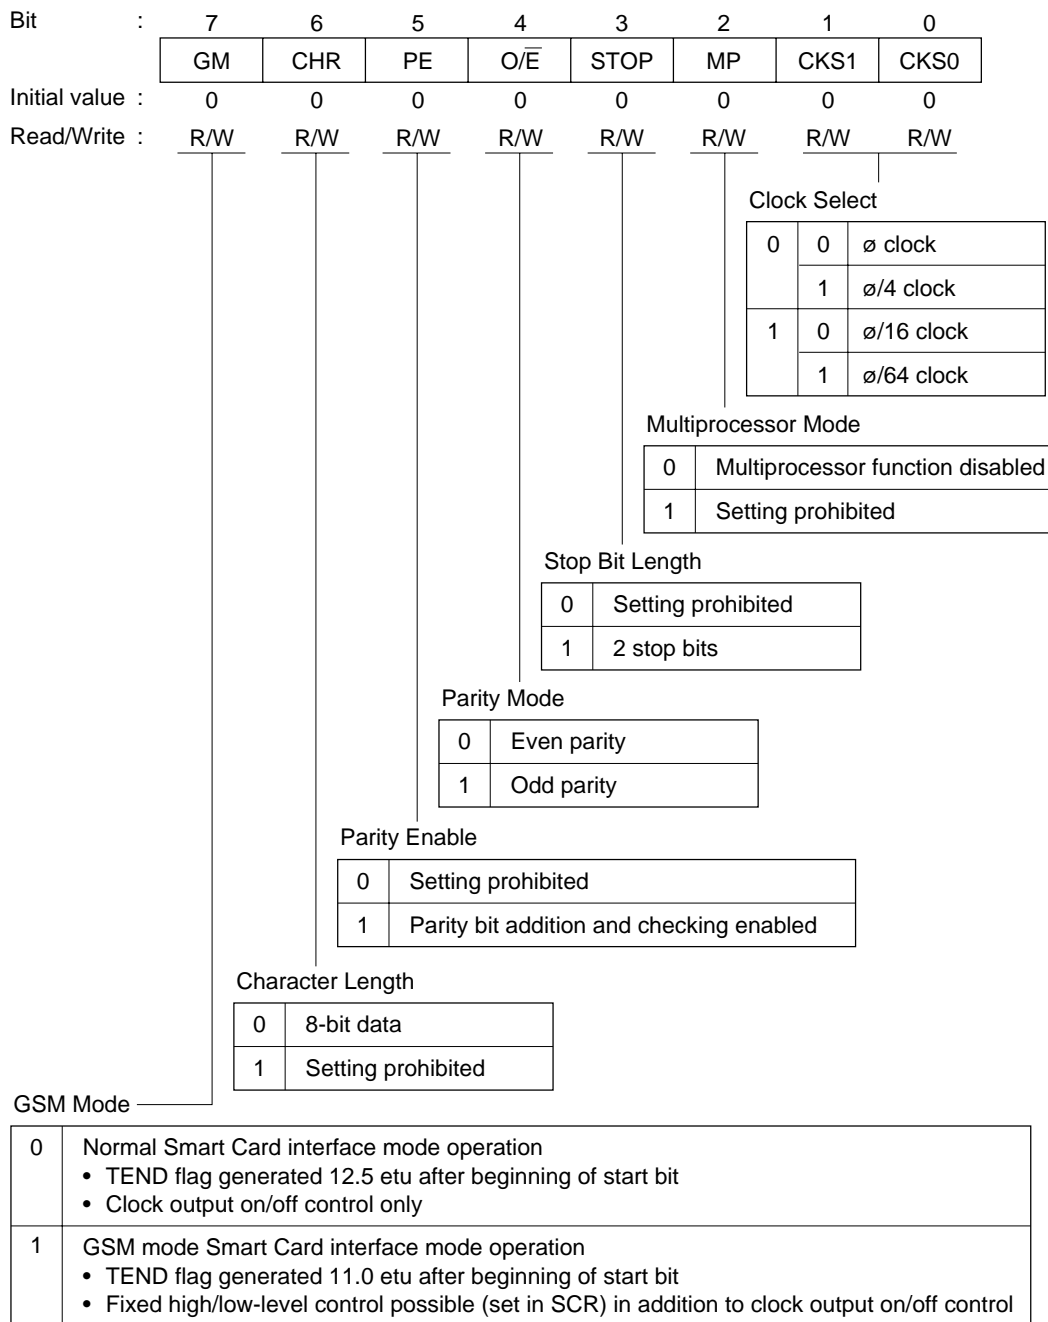 Bit : 7 6 5 4 3 2 1 0
GM CHR PE O/E̅ STOP MP CKS1 CKS0
Initial value : 0 0 0 0 0 0 0 0
Read/Write : R/W R/W R/W R/W R/W R/W R/W R/W
Clock Select
0 0 ø clock
1 ø/4 clock
1 0 ø/16 clock
1 ø/64 clock
Multiprocessor Mode
0 Multiprocessor function disabled
1 Setting prohibited
Stop Bit Length
0 Setting prohibited
1 2 stop bits
Parity Mode
0 Even parity
1 Odd parity
Parity Enable
0 Setting prohibited
1 Parity bit addition and checking enabled
Character Length
0 8-bit data
1 Setting prohibited
GSM Mode
0 Normal Smart Card interface mode operation
• TEND flag generated 12.5 etu after beginning of start bit
• Clock output on/off control only
1 GSM mode Smart Card interface mode operation
• TEND flag generated 11.0 etu after beginning of start bit
• Fixed high/low-level control possible (set in SCR) in addition to clock output on/off control